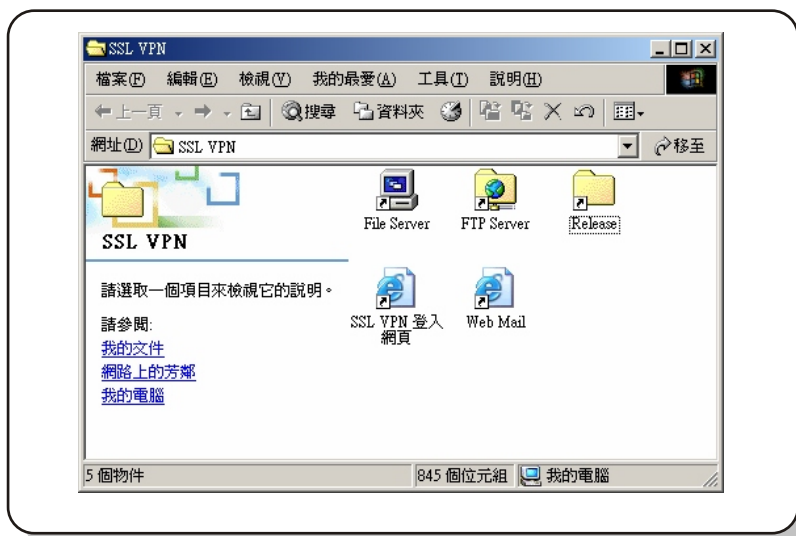 SSL VPN
檔案(F) 編輯(E) 檢視(V) 我的最愛(A) 工具(T) 說明(H)
上一頁 搜尋 資料夾
網址(D) SSL VPN 移至
SSL VPN
請選取一個項目來檢視它的說明。
請參閱:
我的文件
網路上的芳鄰
我的電腦
File Server FTP Server Release
SSL VPN 登入
網頁
Web Mail
5 個物件 845 個位元組 我的電腦